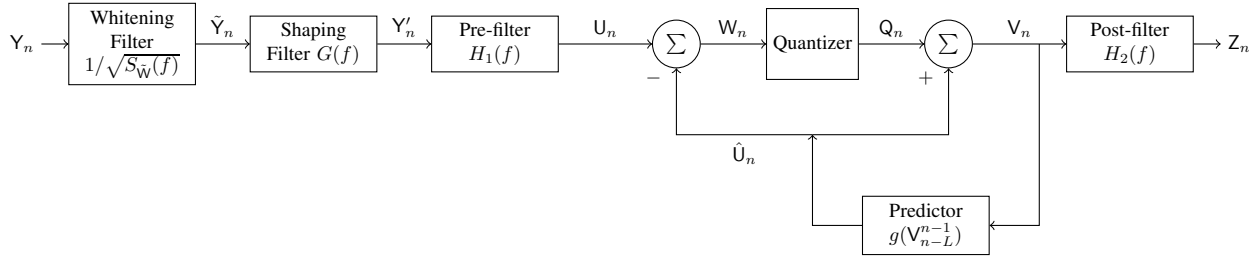 Y_n
Whitening
Filter
1/√S_W̃(f)
Ỹ_n
Shaping
Filter G(f)
Y′_n
Pre-filter
H_1(f)
U_n
∑
−
W_n
Quantizer
Q_n
∑
+
V_n
Post-filter
H_2(f)
Z_n
Û_n
Predictor
g(V^{n−1}_{n−L})